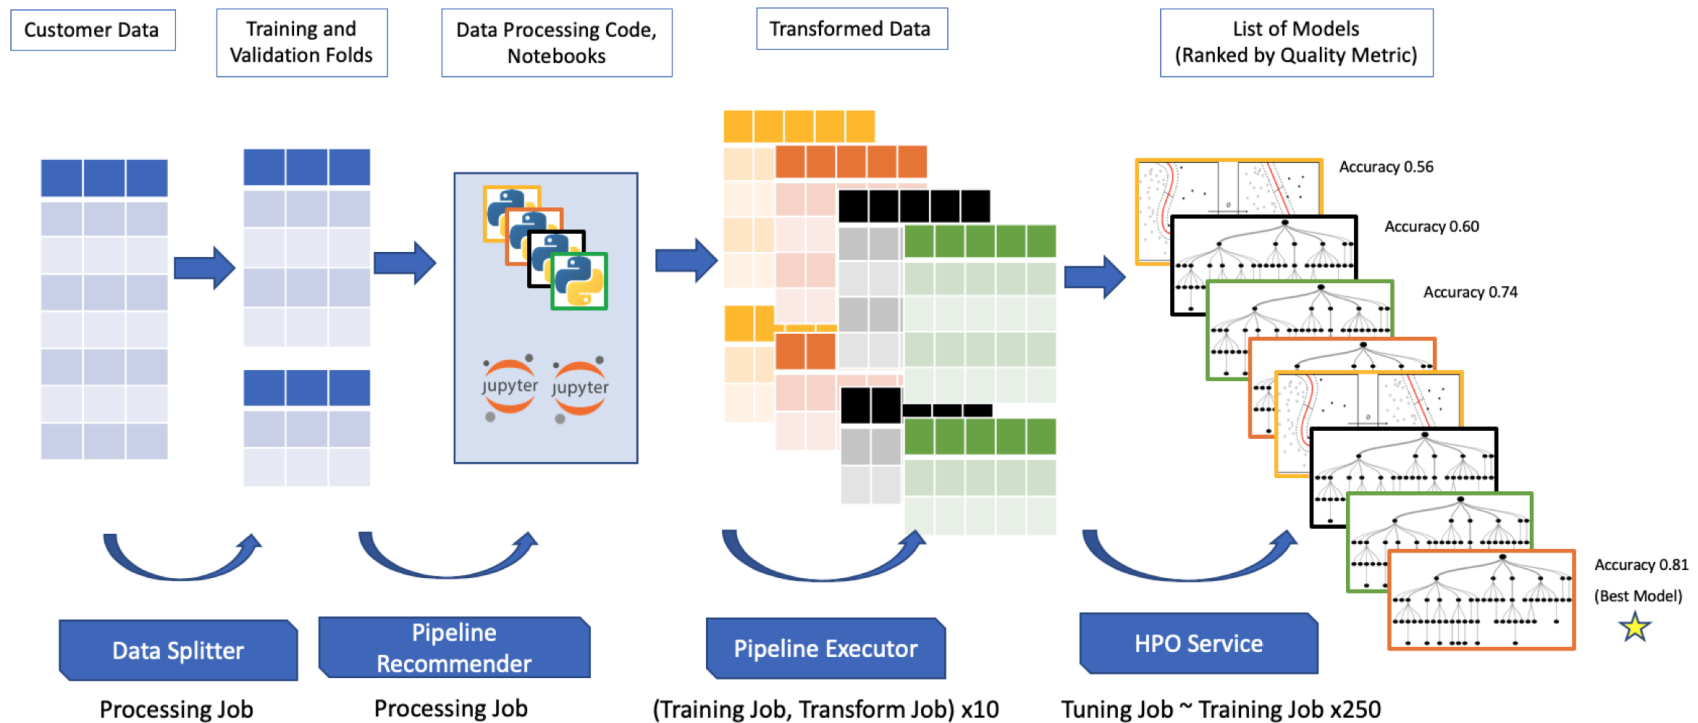 Customer Data
Training and
Validation Folds
Data Processing Code,
Notebooks
Transformed Data
List of Models
(Ranked by Quality Metric)
jupyter
jupyter
Accuracy 0.56
0
Accuracy 0.60
Accuracy 0.74
0
Accuracy 0.81
(Best Model)
Data Splitter
Pipeline
Recommender
Pipeline Executor
HPO Service
Processing Job
Processing Job
(Training Job, Transform Job) x10
Tuning Job ~ Training Job x250